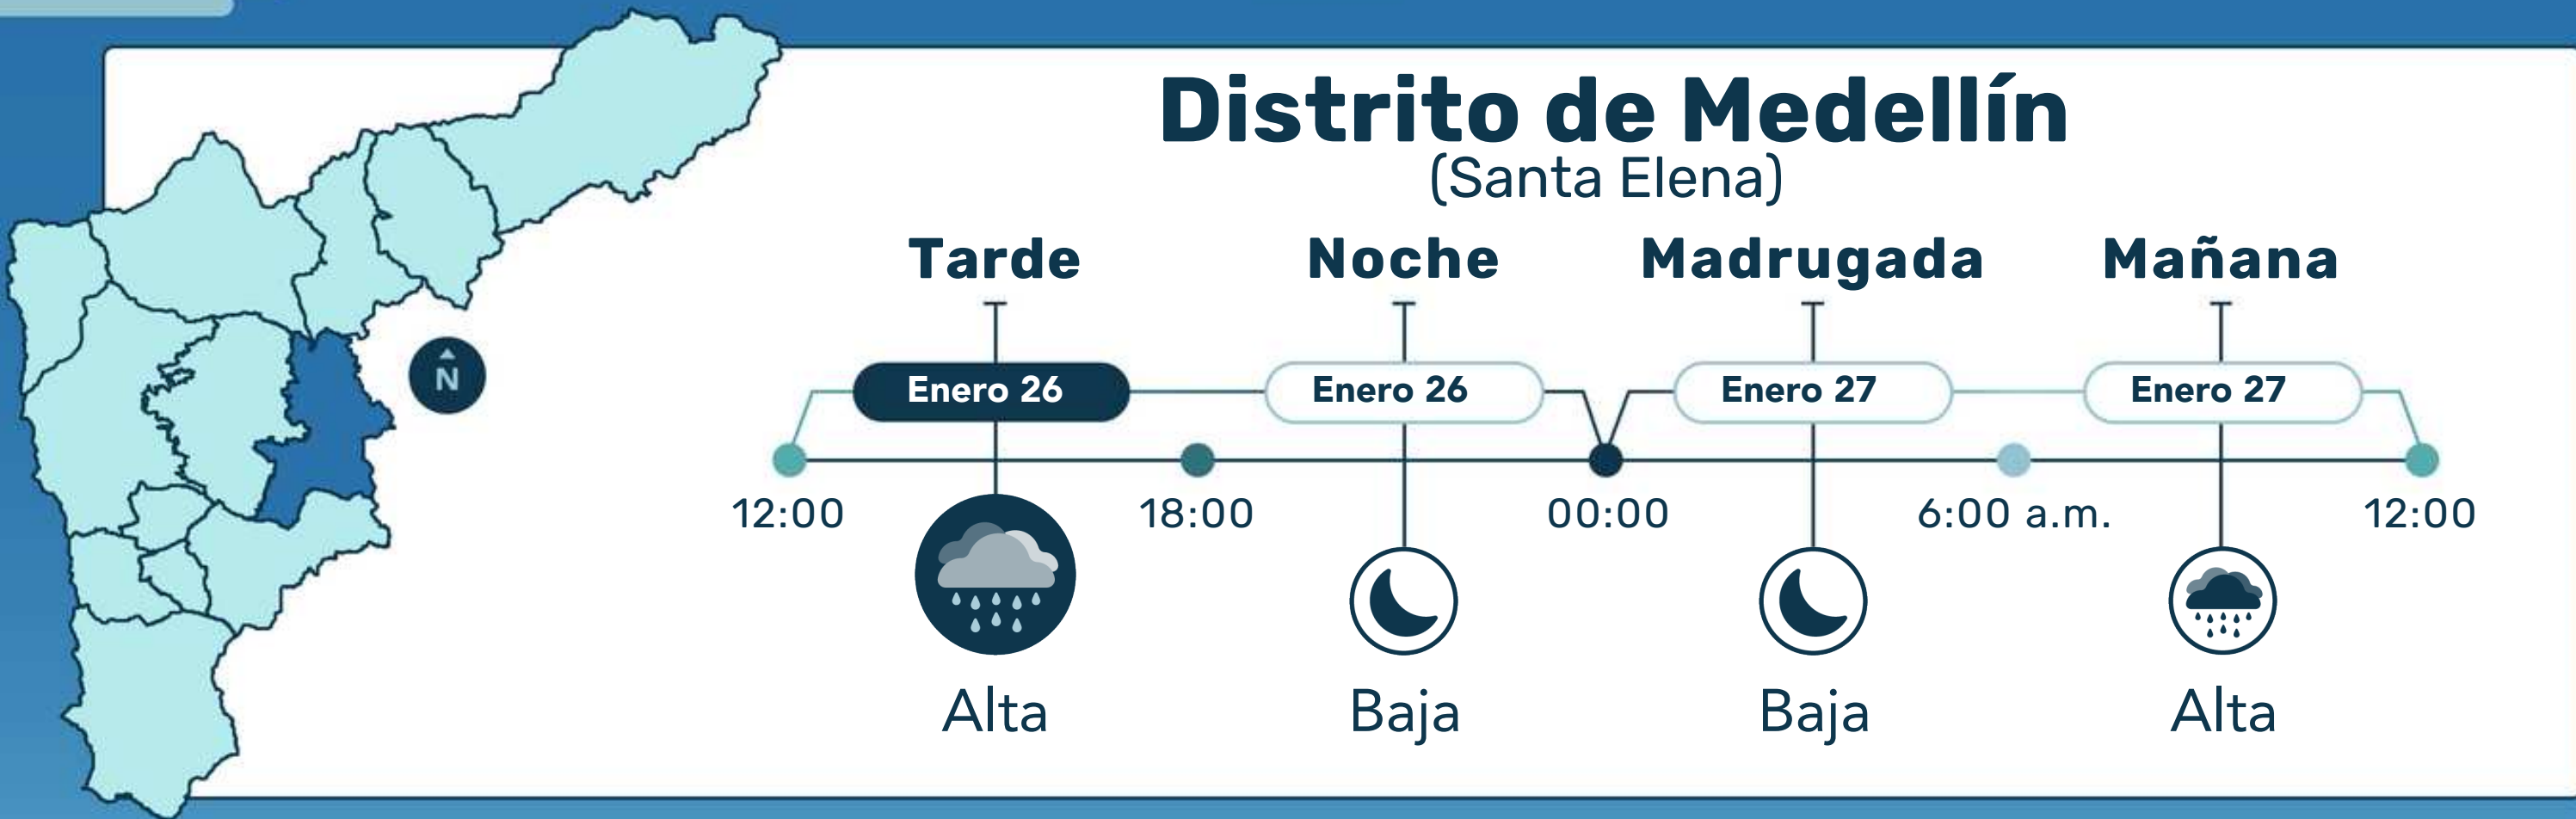 Distrito de Medellín
(Santa Elena)
Tarde Noche Madrugada Mañana
N
Enero 26 Enero 26 Enero 27 Enero 27
12:00 18:00 00:00 6:00 a.m. 12:00
Alta Baja Baja Alta